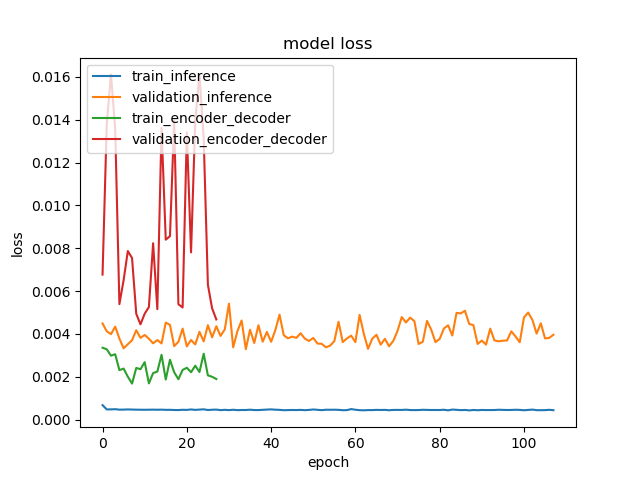 model loss
train_inference
validation_inference
train_encoder_decoder
validation_encoder_decoder
0.016
0.014
0.012
0.010
0.008
0.006
0.004
0.002
0.000
loss
0 20 40 60 80 100
epoch